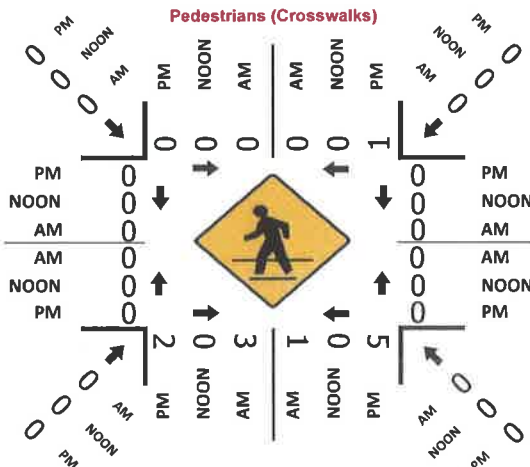 Pedestrians (Crosswalks)
PM NOON AM AM NOON PM
0 0 0 0 0 1
AM NOON PM
0 0 0
AM NOON PM
0 0 0
PM 0 0 PM
NOON 0 0 NOON
AM 0 0 AM
AM 0 0 AM
NOON 0 0 NOON
PM 0 0 PM
2 0 3 1 0 5
PM NOON AM AM NOON PM
0 0 0
AM NOON PM
0 0 0
AM NOON PM